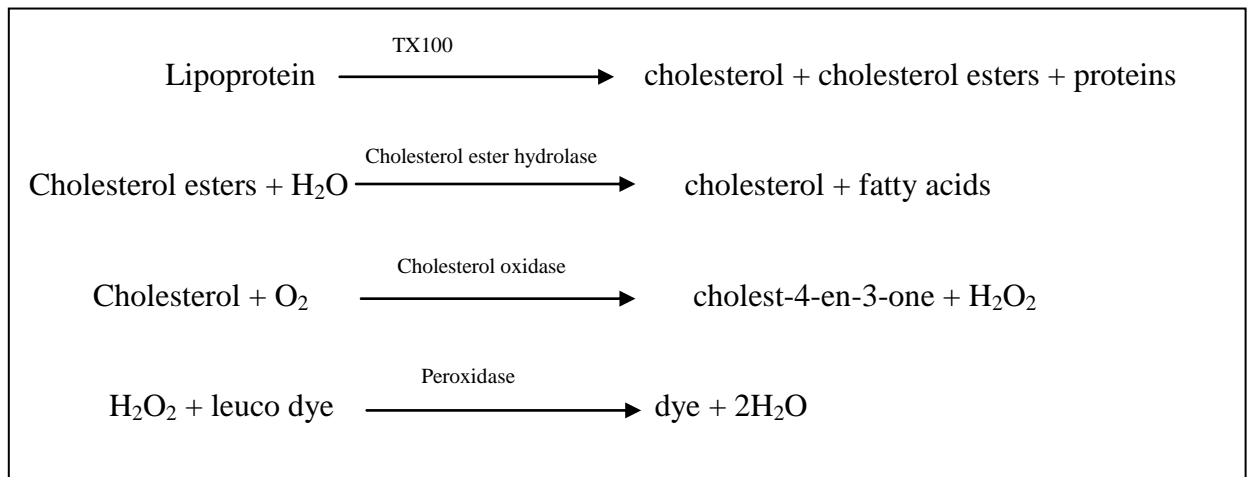 TX100
Lipoprotein → cholesterol + cholesterol esters + proteins
Cholesterol ester hydrolase
Cholesterol esters + H₂O → cholesterol + fatty acids
Cholesterol oxidase
Cholesterol + O₂ → cholest-4-en-3-one + H₂O₂
Peroxidase
H₂O₂ + leuco dye → dye + 2H₂O